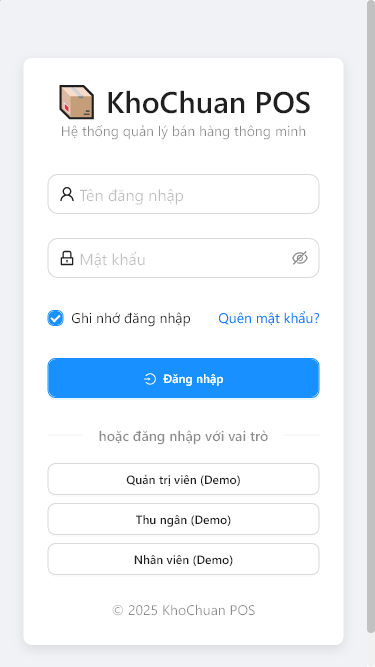 KhoChuan POS
Hệ thống quản lý bán hàng thông minh
Tên đăng nhập
Mật khẩu
Ghi nhớ đăng nhập Quên mật khẩu?
Đăng nhập
hoặc đăng nhập với vai trò
Quản trị viên (Demo)
Thu ngân (Demo)
Nhân viên (Demo)
© 2025 KhoChuan POS